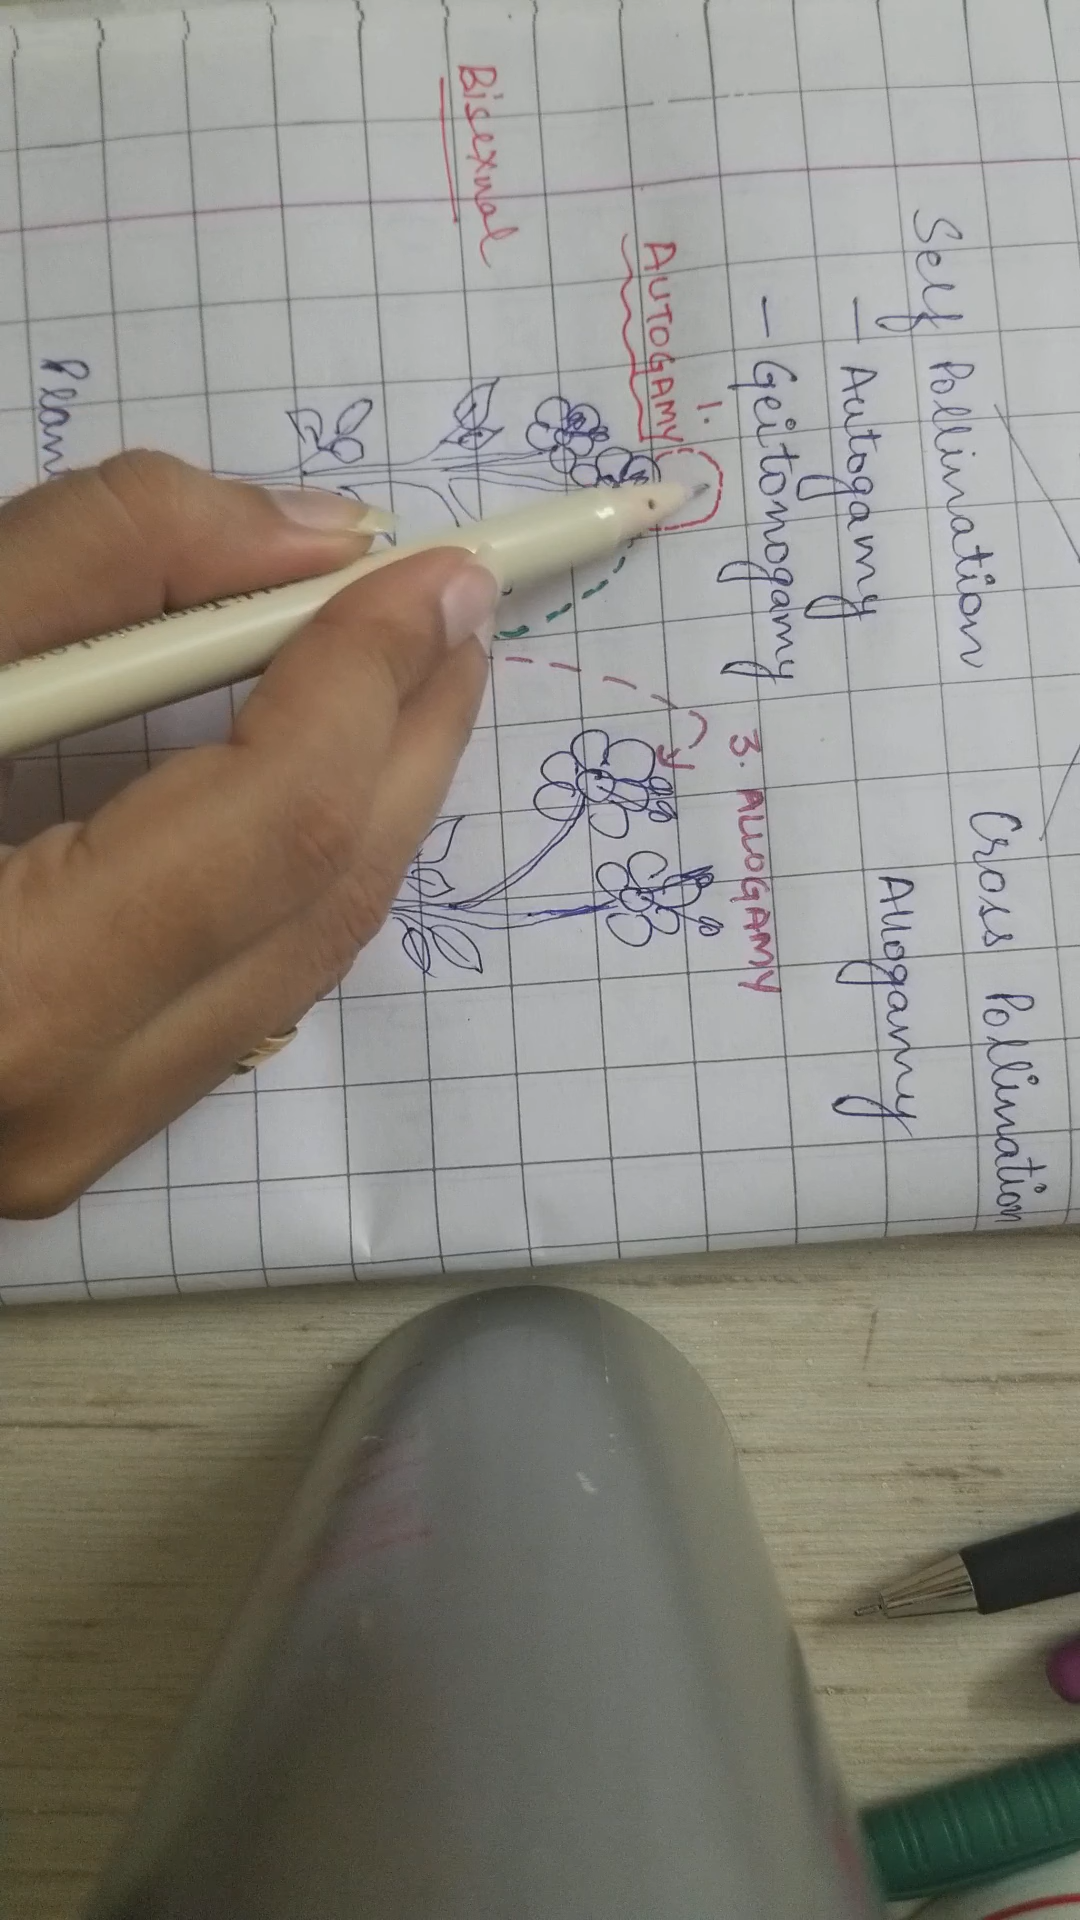 Self Pollination
Cross Pollination
- Autogamy
Allogamy
- Geitonogamy
1.
AUTOGAMY
3. ALLOGAMY
Bisexual